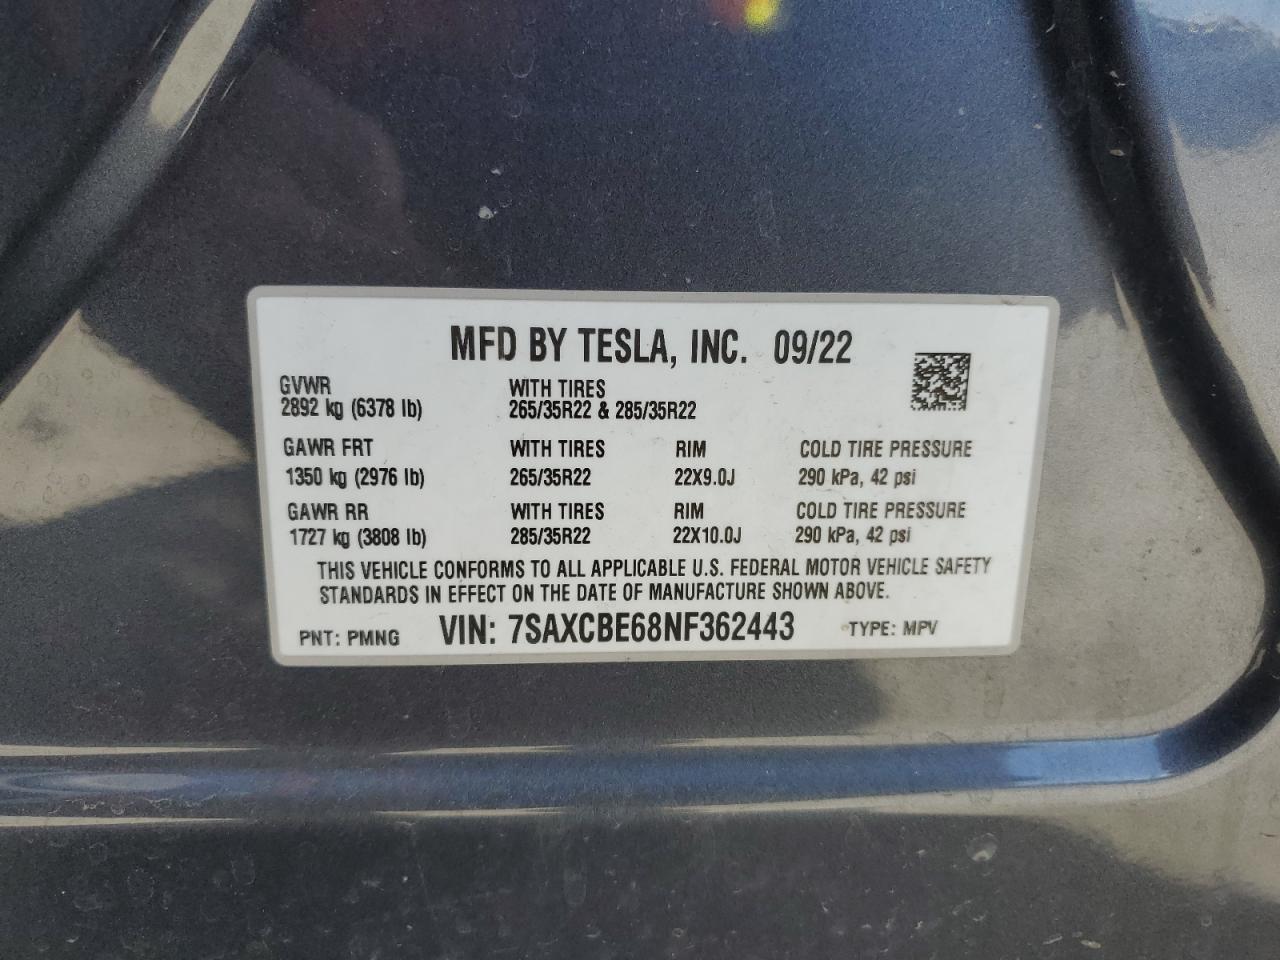 MFD BY TESLA, INC. 09/22
GVWR WITH TIRES
2892 kg (6378 lb) 265/35R22 & 285/35R22
GAWR FRT WITH TIRES RIM COLD TIRE PRESSURE
1350 kg (2976 lb) 265/35R22 22X9.0J 290 kPa, 42 psi
GAWR RR WITH TIRES RIM COLD TIRE PRESSURE
1727 kg (3808 lb) 285/35R22 22X10.0J 290 kPa, 42 psi
THIS VEHICLE CONFORMS TO ALL APPLICABLE U.S. FEDERAL MOTOR VEHICLE SAFETY
STANDARDS IN EFFECT ON THE DATE OF MANUFACTURE SHOWN ABOVE.
PNT: PMNG VIN: 7SAXCBE68NF362443 TYPE: MPV